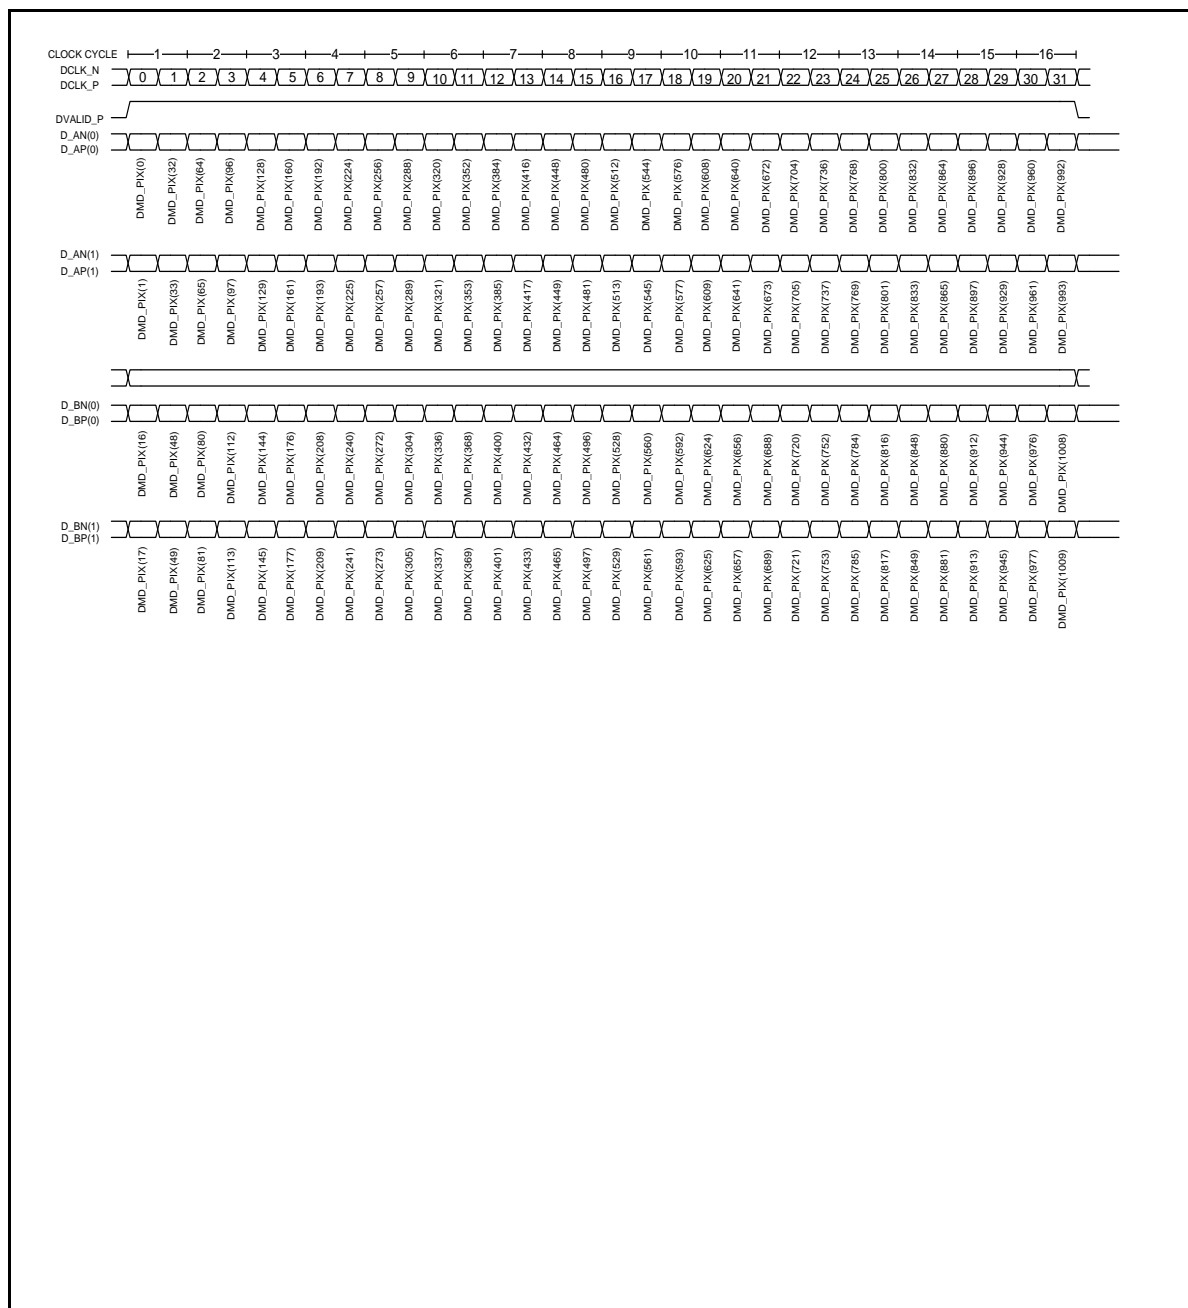 CLOCK CYCLE 1 2 3 4 5 6 7 8 9 10 11 12 13 14 15 16
DCLK_N
DCLK_P
0 1 2 3 4 5 6 7 8 9 10 11 12 13 14 15 16 17 18 19 20 21 22 23 24 25 26 27 28 29 30 31
DVALID_P
D_AN(0)
D_AP(0)
DMD_PIX(0)
DMD_PIX(32)
DMD_PIX(64)
DMD_PIX(96)
DMD_PIX(128)
DMD_PIX(160)
DMD_PIX(192)
DMD_PIX(224)
DMD_PIX(256)
DMD_PIX(288)
DMD_PIX(320)
DMD_PIX(352)
DMD_PIX(384)
DMD_PIX(416)
DMD_PIX(448)
DMD_PIX(480)
DMD_PIX(512)
DMD_PIX(544)
DMD_PIX(576)
DMD_PIX(608)
DMD_PIX(640)
DMD_PIX(672)
DMD_PIX(704)
DMD_PIX(736)
DMD_PIX(768)
DMD_PIX(800)
DMD_PIX(832)
DMD_PIX(864)
DMD_PIX(896)
DMD_PIX(928)
DMD_PIX(960)
DMD_PIX(992)
D_AN(1)
D_AP(1)
DMD_PIX(1)
DMD_PIX(33)
DMD_PIX(65)
DMD_PIX(97)
DMD_PIX(129)
DMD_PIX(161)
DMD_PIX(193)
DMD_PIX(225)
DMD_PIX(257)
DMD_PIX(289)
DMD_PIX(321)
DMD_PIX(353)
DMD_PIX(385)
DMD_PIX(417)
DMD_PIX(449)
DMD_PIX(481)
DMD_PIX(513)
DMD_PIX(545)
DMD_PIX(577)
DMD_PIX(609)
DMD_PIX(641)
DMD_PIX(673)
DMD_PIX(705)
DMD_PIX(737)
DMD_PIX(769)
DMD_PIX(801)
DMD_PIX(833)
DMD_PIX(865)
DMD_PIX(897)
DMD_PIX(929)
DMD_PIX(961)
DMD_PIX(993)
D_BN(0)
D_BP(0)
DMD_PIX(16)
DMD_PIX(48)
DMD_PIX(80)
DMD_PIX(112)
DMD_PIX(144)
DMD_PIX(176)
DMD_PIX(208)
DMD_PIX(240)
DMD_PIX(272)
DMD_PIX(304)
DMD_PIX(336)
DMD_PIX(368)
DMD_PIX(400)
DMD_PIX(432)
DMD_PIX(464)
DMD_PIX(496)
DMD_PIX(528)
DMD_PIX(560)
DMD_PIX(592)
DMD_PIX(624)
DMD_PIX(656)
DMD_PIX(688)
DMD_PIX(720)
DMD_PIX(752)
DMD_PIX(784)
DMD_PIX(816)
DMD_PIX(848)
DMD_PIX(880)
DMD_PIX(912)
DMD_PIX(944)
DMD_PIX(976)
DMD_PIX(1008)
D_BN(1)
D_BP(1)
DMD_PIX(17)
DMD_PIX(49)
DMD_PIX(81)
DMD_PIX(113)
DMD_PIX(145)
DMD_PIX(177)
DMD_PIX(209)
DMD_PIX(241)
DMD_PIX(273)
DMD_PIX(305)
DMD_PIX(337)
DMD_PIX(369)
DMD_PIX(401)
DMD_PIX(433)
DMD_PIX(465)
DMD_PIX(497)
DMD_PIX(529)
DMD_PIX(561)
DMD_PIX(593)
DMD_PIX(625)
DMD_PIX(657)
DMD_PIX(689)
DMD_PIX(721)
DMD_PIX(753)
DMD_PIX(785)
DMD_PIX(817)
DMD_PIX(849)
DMD_PIX(881)
DMD_PIX(913)
DMD_PIX(945)
DMD_PIX(977)
DMD_PIX(1009)